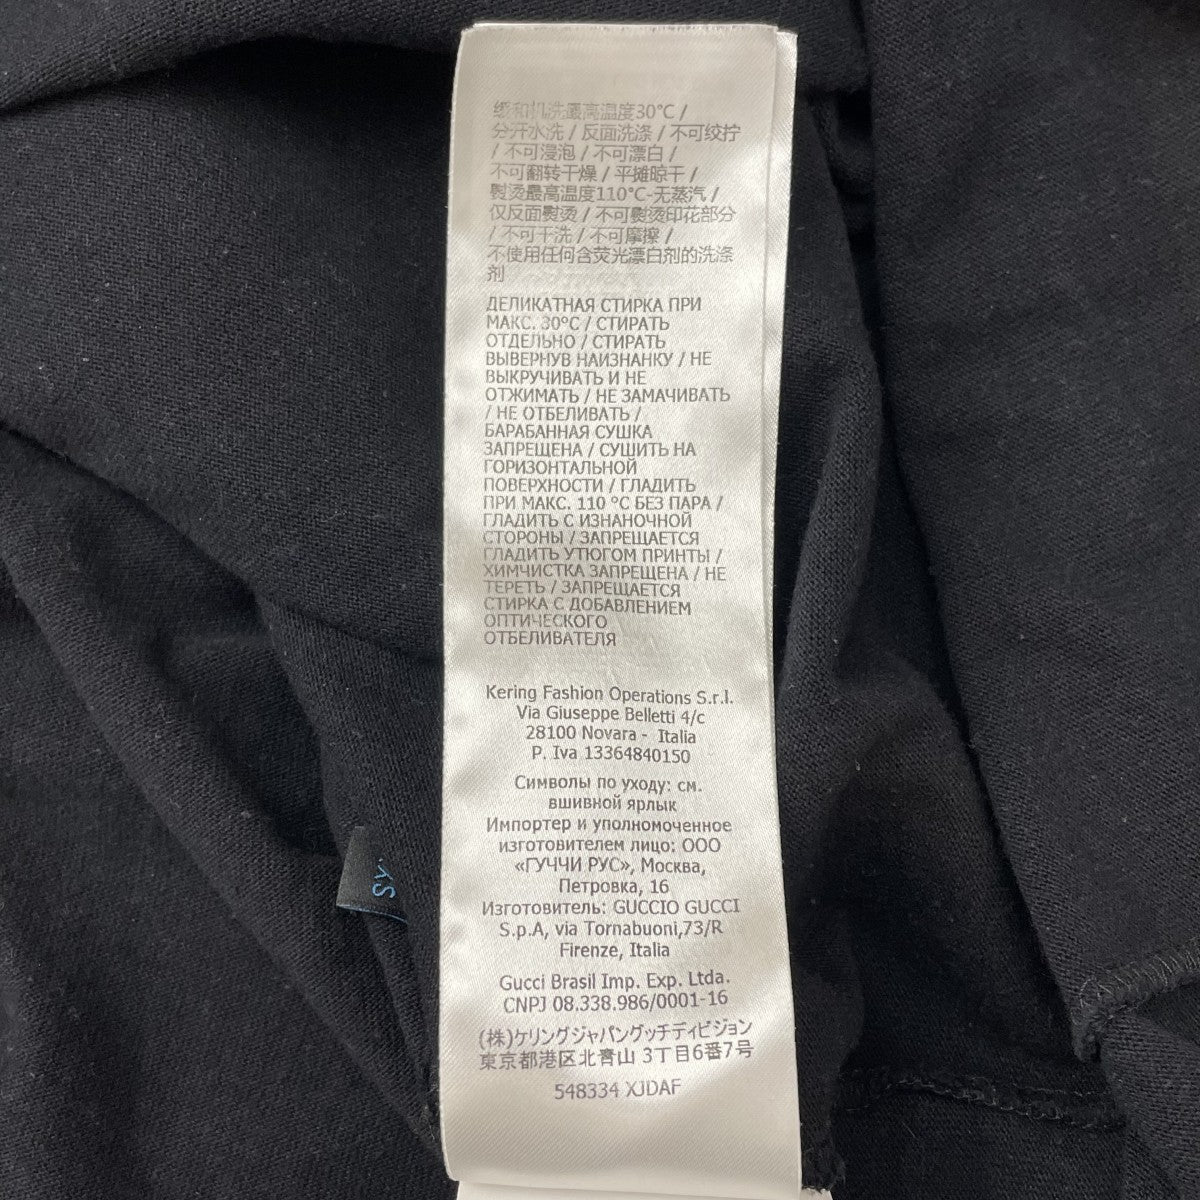 缓和机洗最高温度30°C /
分开水洗 / 反面洗涤 / 不可绞拧
/ 不可浸泡 / 不可漂白 /
不可翻转干燥 / 平摊晾干 /
熨烫最高温度110°C-无蒸汽 /
仅反面熨烫 / 不可熨烫印花部分
/ 不可干洗 / 不可摩擦 /
不使用任何含荧光漂白剂的洗涤
剂
ДЕЛИКАТНАЯ СТИРКА ПРИ
МАКС. 30°C / СТИРАТЬ
ОТДЕЛЬНО / СТИРАТЬ
ВЫВЕРНУВ НАИЗНАНКУ / НЕ
ВЫКРУЧИВАТЬ И НЕ
ОТЖИМАТЬ / НЕ ЗАМАЧИВАТЬ
/ НЕ ОТБЕЛИВАТЬ /
БАРАБАННАЯ СУШКА
ЗАПРЕЩЕНА / СУШИТЬ НА
ГОРИЗОНТАЛЬНОЙ
ПОВЕРХНОСТИ / ГЛАДИТЬ
ПРИ МАКС. 110 °C БЕЗ ПАРА /
ГЛАДИТЬ С ИЗНАНОЧНОЙ
СТОРОНЫ / ЗАПРЕЩАЕТСЯ
ГЛАДИТЬ УТЮГОМ ПРИНТЫ /
ХИМЧИСТКА ЗАПРЕЩЕНА / НЕ
ТЕРЕТЬ / ЗАПРЕЩАЕТСЯ
СТИРКА С ДОБАВЛЕНИЕМ
ОПТИЧЕСКОГО
ОТБЕЛИВАТЕЛЯ
Kering Fashion Operations S.r.l.
Via Giuseppe Belletti 4/c
28100 Novara - Italia
P. Iva 13364840150
Символы по уходу: см.
вшивной ярлык
Импортер и уполномоченное
изготовителем лицо: ООО
«ГУЧЧИ РУС», Москва,
Петровка, 16
Изготовитель: GUCCIO GUCCI
S.p.A, via Tornabuoni,73/R
Firenze, Italia
Gucci Brasil Imp. Exp. Ltda.
CNPJ 08.338.986/0001-16
(株)ケリングジャパングッチディビジョン
東京都港区北青山 3丁目6番7号
548334 XJDAF